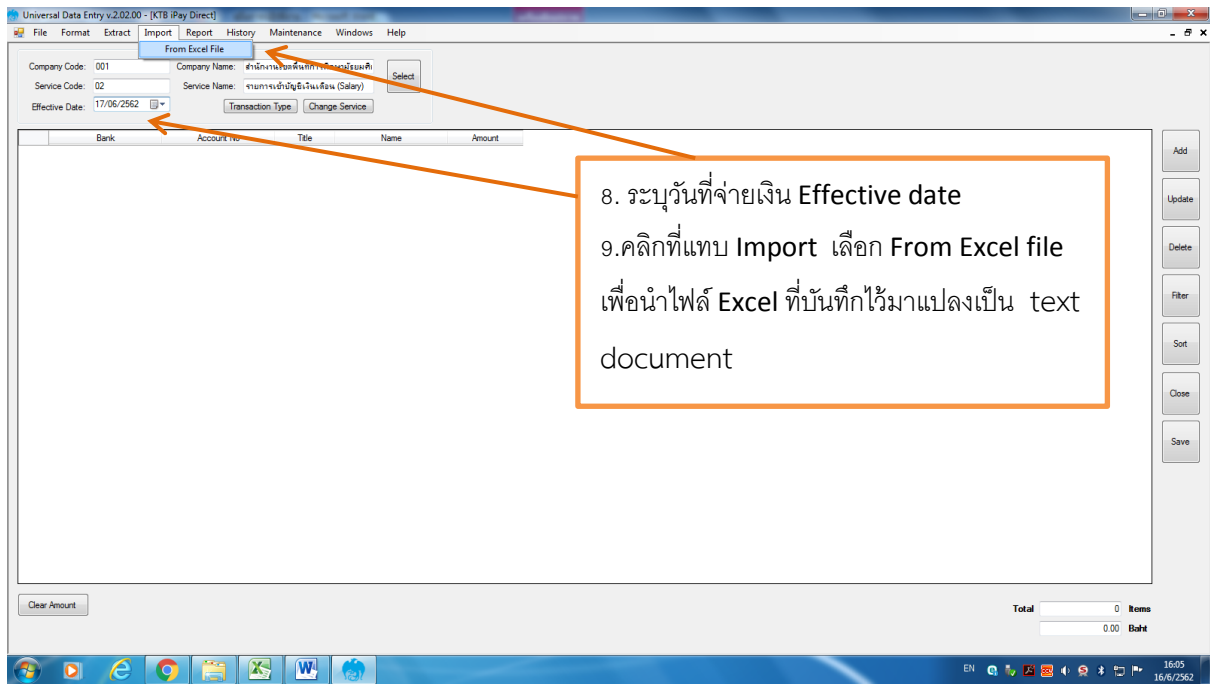 Universal Data Entry v.2.02.00 - [KTB iPay Direct]
File Format Extract Import Report History Maintenance Windows Help
From Excel File
Company Code: 001 Company Name: Select
Service Code: 02 Service Name: รายการเข้าบัญชีเงินเดือน (Salary)
Effective Date: 17/06/2562 Transaction Type Change Service
Bank Account No Title Name Amount
Add
Update
Delete
Filter
Sort
Close
Save
8. ระบุวันที่จ่ายเงิน Effective date
9.คลิกที่แทบ Import เลือก From Excel file
เพื่อนำไฟล์ Excel ที่บันทึกไว้มาแปลงเป็น text
document
Clear Amount
Total 0 Items
0.00 Baht
EN 16:05
16/6/2562